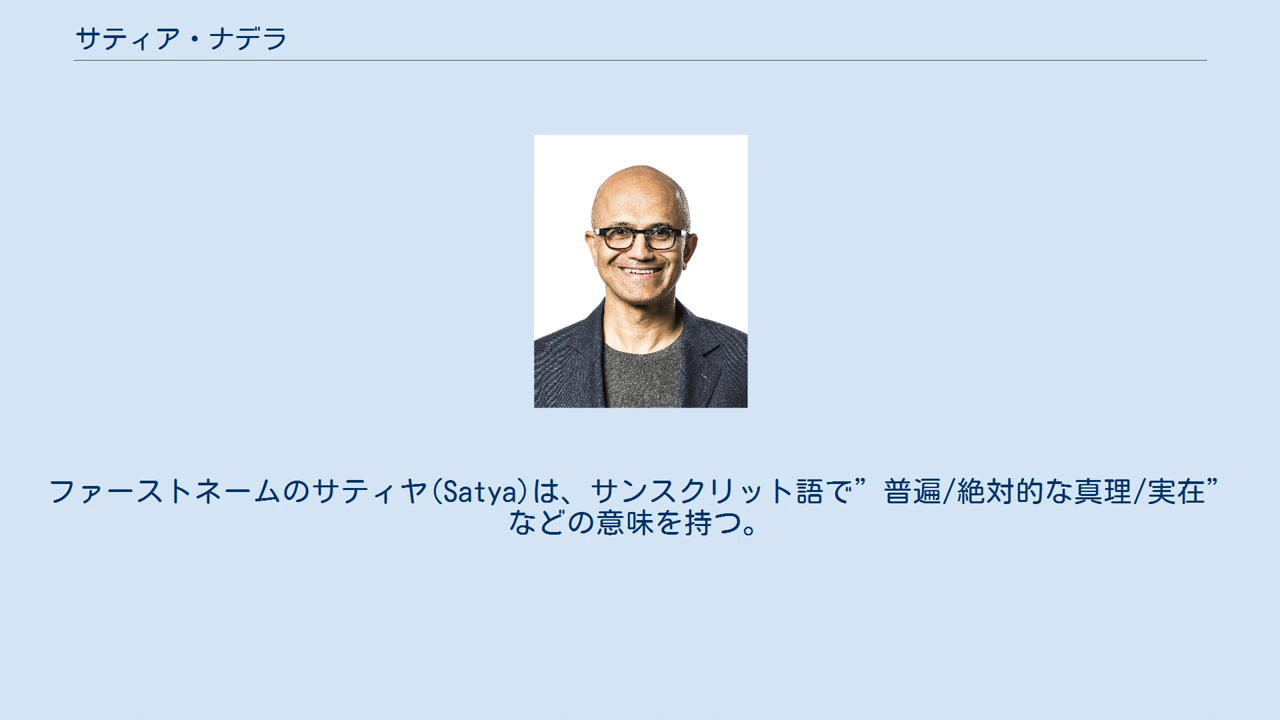 サティア・ナデラ
ファーストネームのサティヤ(Satya)は、サンスクリット語で”普遍/絶対的な真理/実在”
などの意味を持つ。